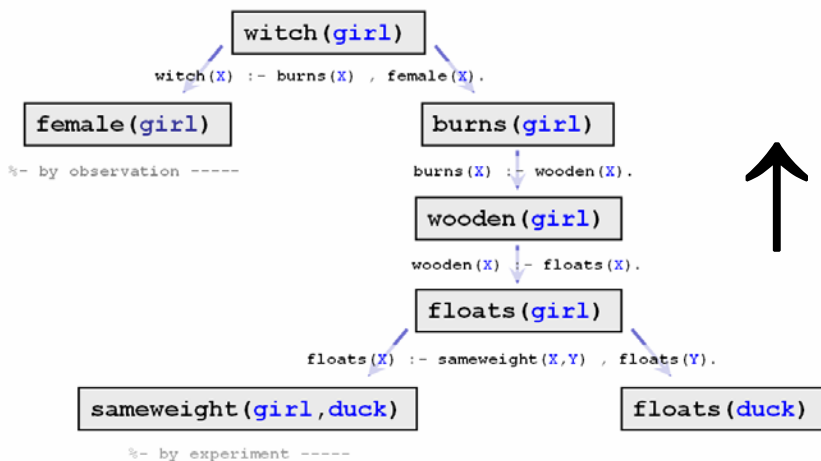 witch(girl)
witch(X) :- burns(X) , female(X).
female(girl)
burns(girl)
%- by observation -----
burns(X) :- wooden(X).
wooden(girl)
wooden(X) :- floats(X).
floats(girl)
floats(X) :- sameweight(X,Y) , floats(Y).
sameweight(girl,duck)
floats(duck)
%- by experiment -----